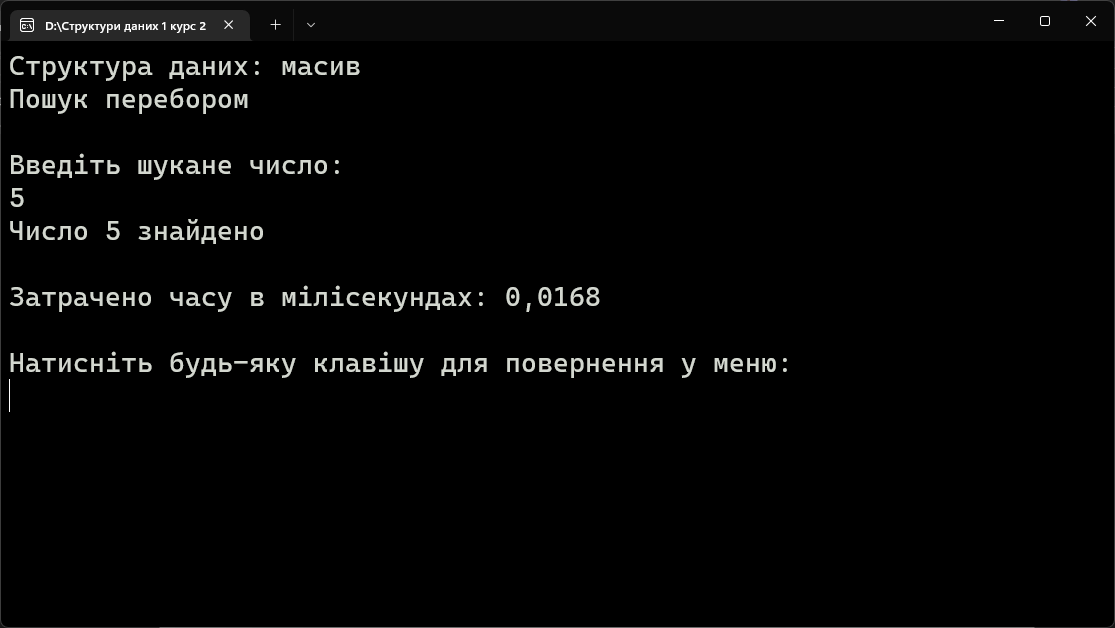 D:\Структури даних 1 курс 2
Структура даних: масив
Пошук перебором
Введіть шукане число:
5
Число 5 знайдено
Затрачено часу в мілісекундах: 0,0168
Натисніть будь-яку клавішу для повернення у меню: